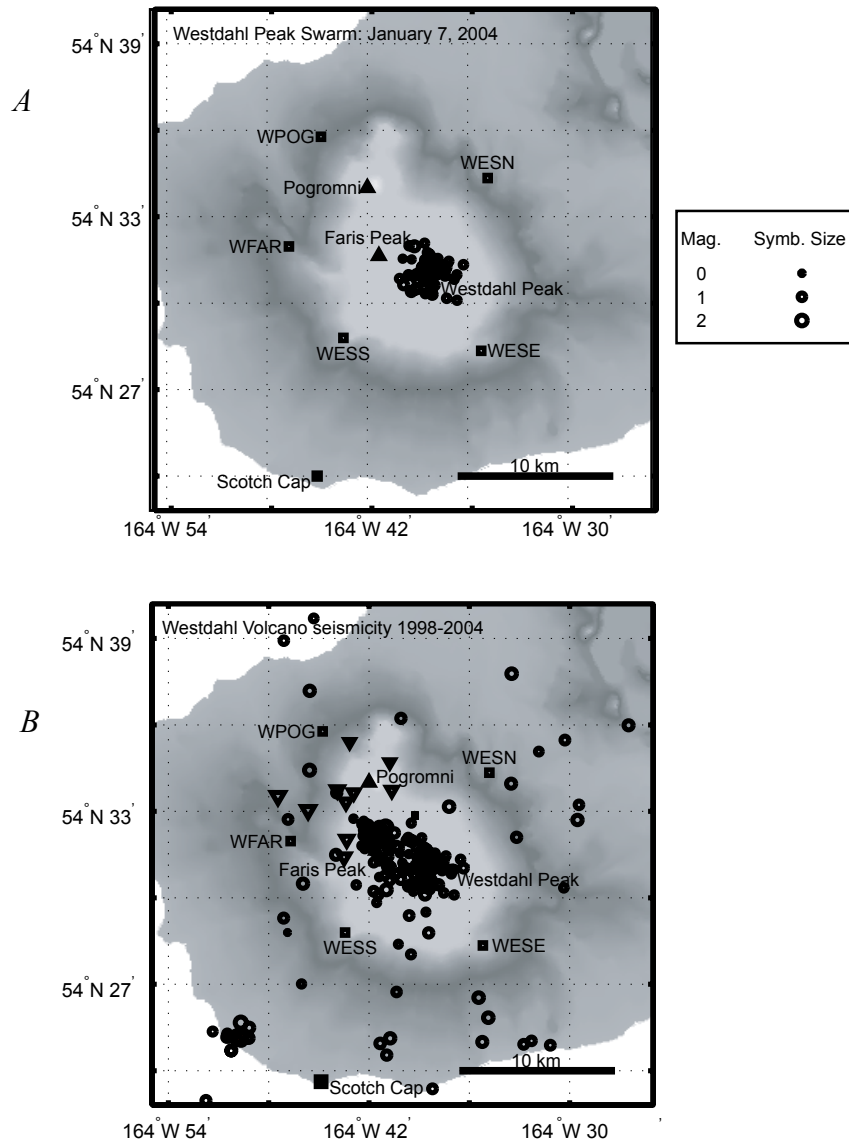 A
Westdahl Peak Swarm: January 7, 2004
54°N 39'
WPOG
WESN
Pogromni
54°N 33'
Faris Peak
WFAR
Westdahl Peak
WESS
WESE
54°N 27'
10 km
Scotch Cap
164°W 54'
164°W 42'
164°W 30'
Mag. Symb. Size
0
1
2
B
Westdahl Volcano seismicity 1998-2004
54°N 39'
WPOG
WESN
Pogromni
54°N 33'
WFAR
Faris Peak
Westdahl Peak
WESS
WESE
54°N 27'
10 km
Scotch Cap
164°W 54'
164°W 42'
164°W 30'